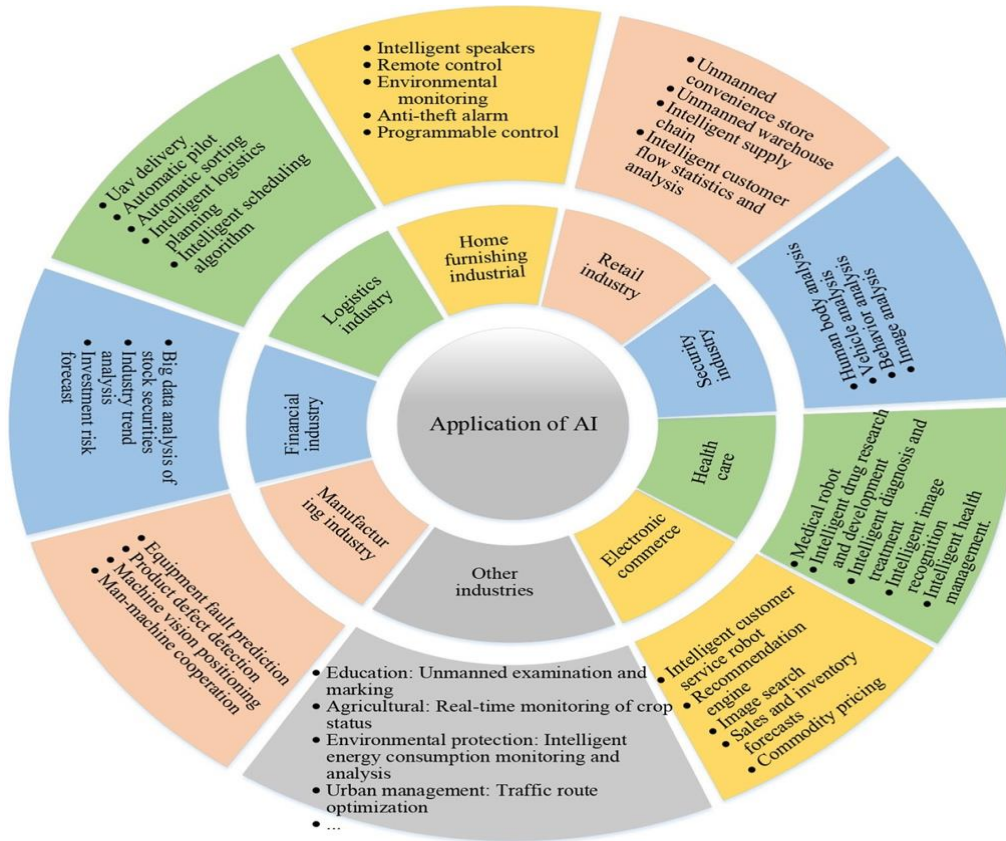 Application of AI
Home
furnishing
industrial
• Intelligent speakers
• Remote control
• Environmental
monitoring
• Anti-theft alarm
• Programmable control
Retail
industry
• Unmanned
convenience store
• Unmanned warehouse
• Intelligent supply
chain
• Intelligent customer
flow statistics and
analysis
Security
industry
• Human body analysis
• Vehicle analysis
• Behavior analysis
• Image analysis
Health
care
• Medical robot
• Intelligent drug research
and development
• Intelligent diagnosis and
treatment
• Intelligent image
recognition
• Intelligent health
management.
Electronic
commerce
• Intelligent customer
service robot
• Recommendation
engine
• Image search
• Sales and inventory
forecasts
• Commodity pricing
Other
industries
• Education: Unmanned examination and
marking
• Agricultural: Real-time monitoring of crop
status
• Environmental protection: Intelligent
energy consumption monitoring and
analysis
• Urban management: Traffic route
optimization
• ...
Manufactur
ing industry
• Equipment fault prediction
• Product defect detection
• Machine vision positioning
• Man-machine cooperation
Financial
industry
• Big data analysis of
stock securities
• Industry trend
analysis
• Investment risk
forecast
Logistics
industry
• Uav delivery
• Automatic pilot
• Automatic sorting
• Intelligent logistics
planning
• Intelligent scheduling
algorithm